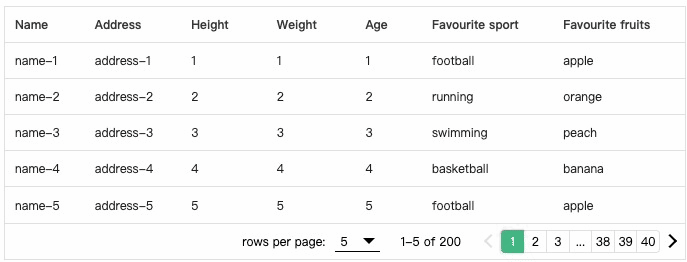 Name Address Height Weight Age Favourite sport Favourite fruits
name-1 address-1 1 1 1 football apple
name-2 address-2 2 2 2 running orange
name-3 address-3 3 3 3 swimming peach
name-4 address-4 4 4 4 basketball banana
name-5 address-5 5 5 5 football apple
rows per page: 5 1-5 of 200 1 2 3 ... 38 39 40